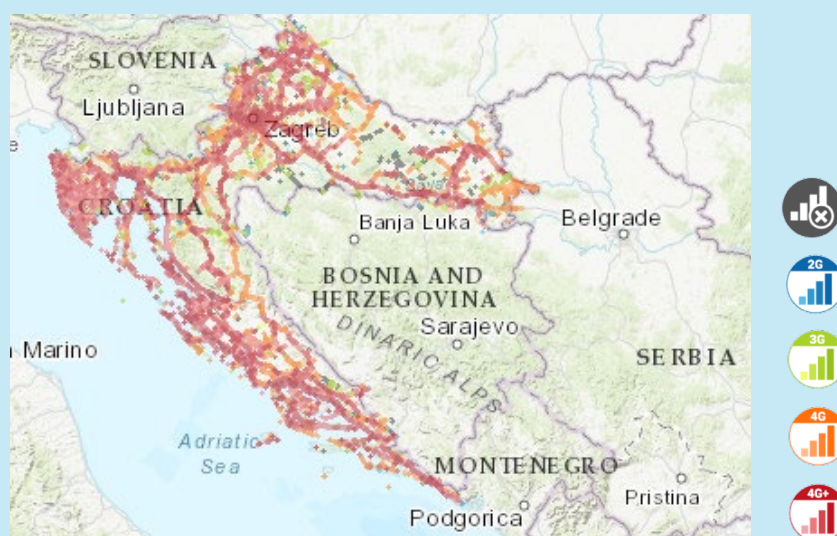 SLOVENIA
Ljubljana
Zagreb
CROATIA
Sava
Banja Luka
Belgrade
BOSNIA AND
HERZEGOVINA
DINARIC ALPS
Sarajevo
Marino
SERBIA
Adriatic
Sea
MONTENEGRO
Podgorica
Pristina
2G
3G
4G
4G+